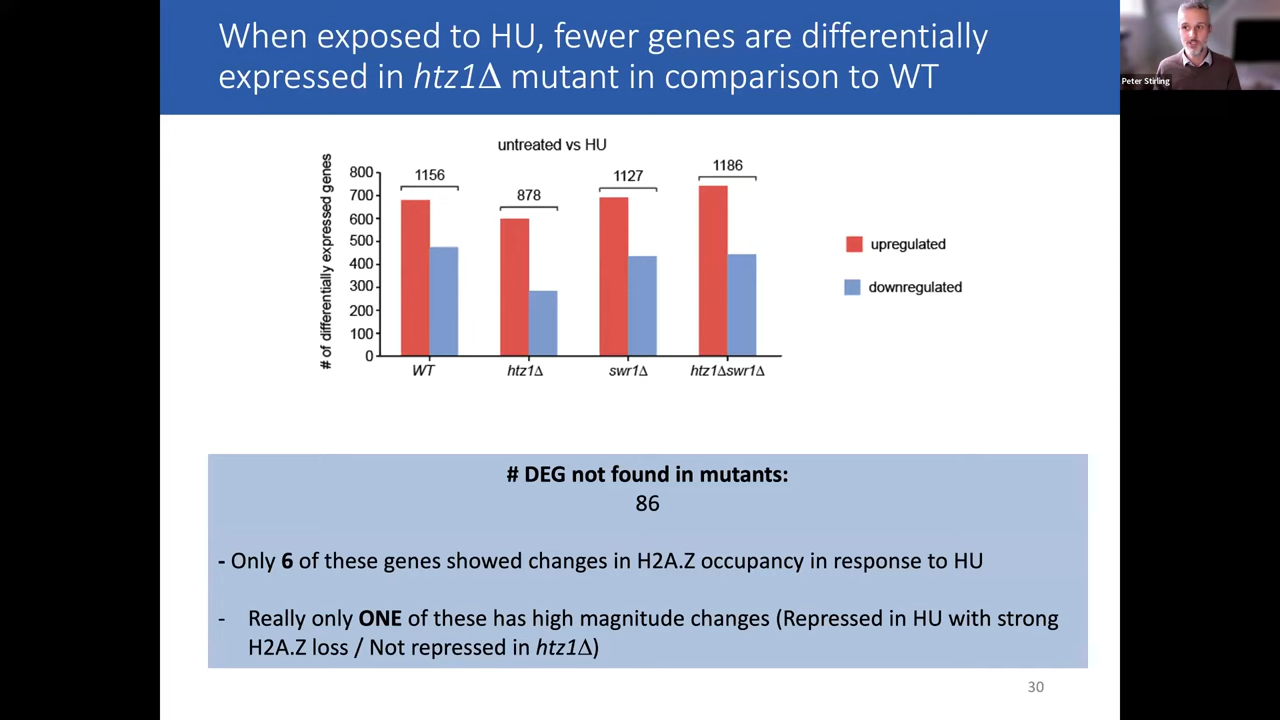 When exposed to HU, fewer genes are differentially
expressed in htz1Δ mutant in comparison to WT
Peter Stirling
untreated vs HU
# of differentially expressed genes
800
700
600
500
400
300
200
100
0
1156
878
1127
1186
WT
htz1Δ
swr1Δ
htz1Δswr1Δ
upregulated
downregulated
# DEG not found in mutants:
86
- Only 6 of these genes showed changes in H2A.Z occupancy in response to HU
- Really only ONE of these has high magnitude changes (Repressed in HU with strong
H2A.Z loss / Not repressed in htz1Δ)
30